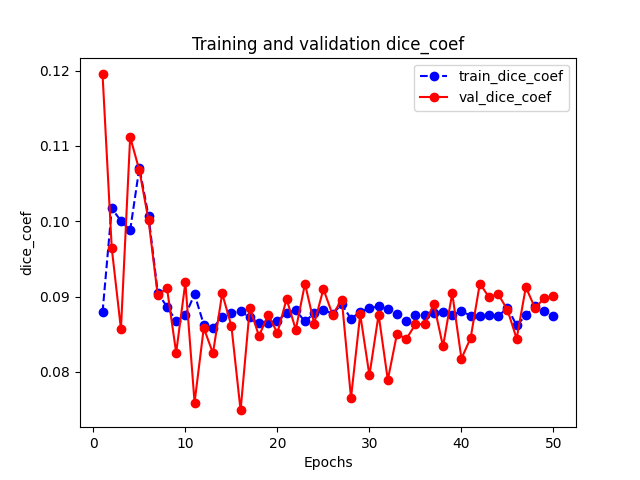 Training and validation dice_coef
train_dice_coef
val_dice_coef
0.12
0.11
0.10
0.09
0.08
dice_coef
0 10 20 30 40 50
Epochs